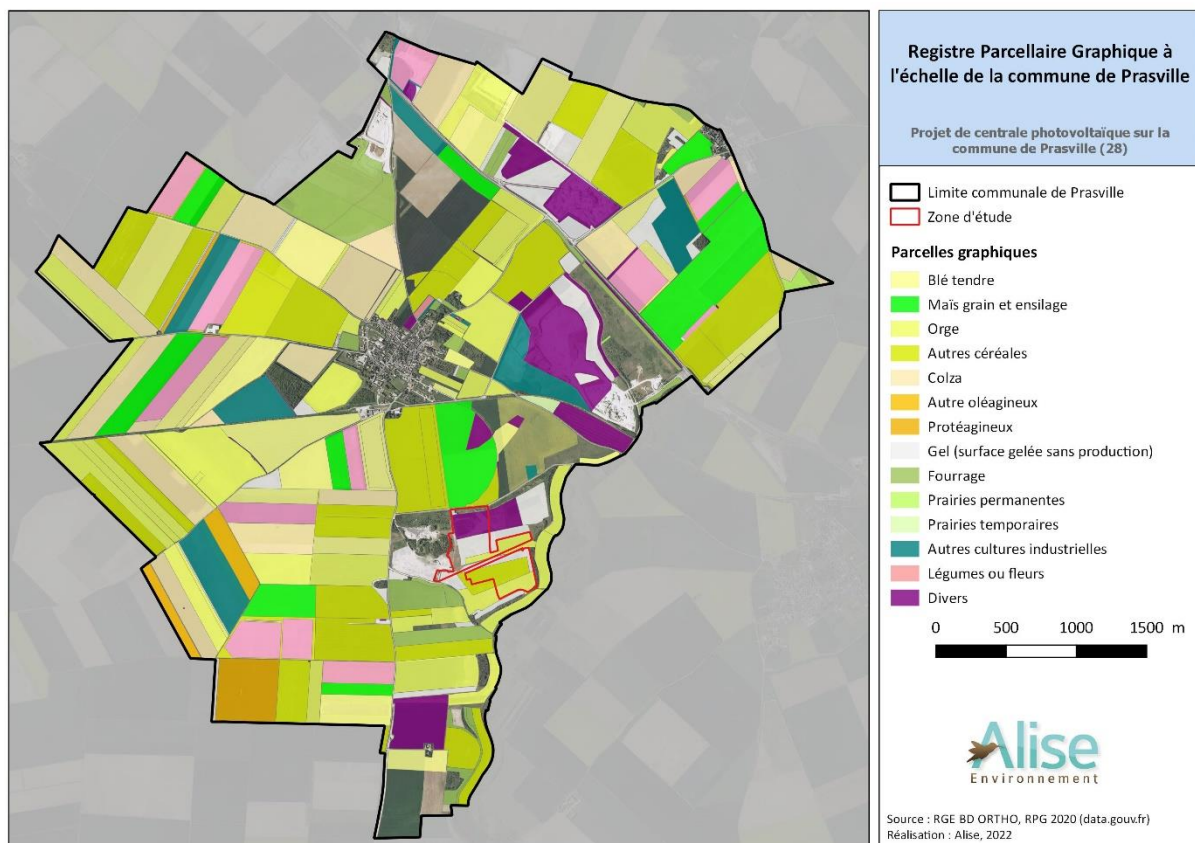 Registre Parcellaire Graphique à
l'échelle de la commune de Prasville
Projet de centrale photovoltaïque sur la
commune de Prasville (28)
Limite communale de Prasville
Zone d'étude
Parcelles graphiques
Blé tendre
Maïs grain et ensilage
Orge
Autres céréales
Colza
Autre oléagineux
Protéagineux
Gel (surface gelée sans production)
Fourrage
Prairies permanentes
Prairies temporaires
Autres cultures industrielles
Légumes ou fleurs
Divers
0 500 1000 1500 m
Alise
Environnement
Source : RGE BD ORTHO, RPG 2020 (data.gouv.fr)
Réalisation : Alise, 2022